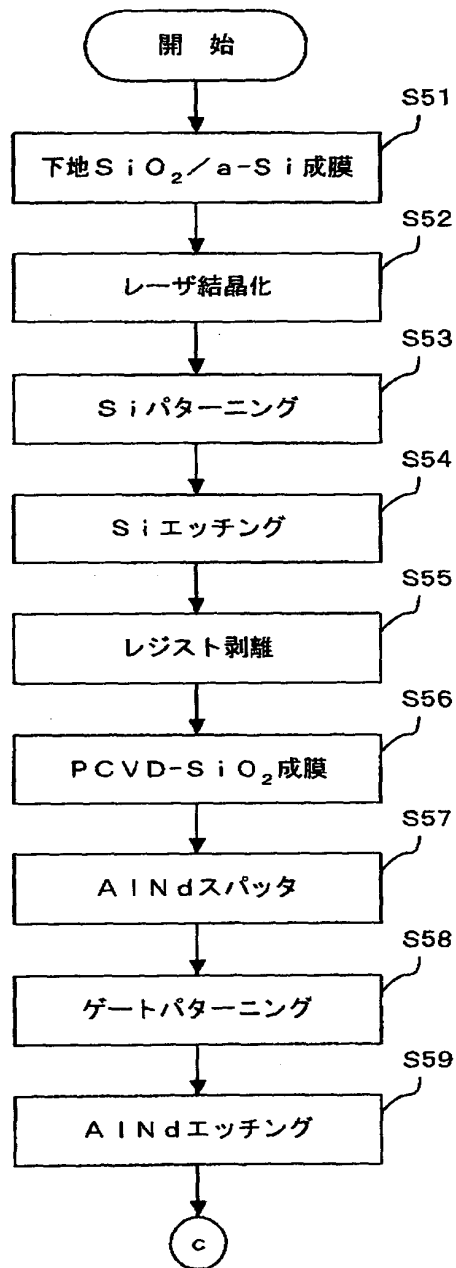 開 始
S51
下地SiO₂/a-Si成膜
S52
レーザ結晶化
S53
Siパターニング
S54
Siエッチング
S55
レジスト剥離
S56
PCVD-SiO₂成膜
S57
AlNdスパッタ
S58
ゲートパターニング
S59
AlNdエッチング
c